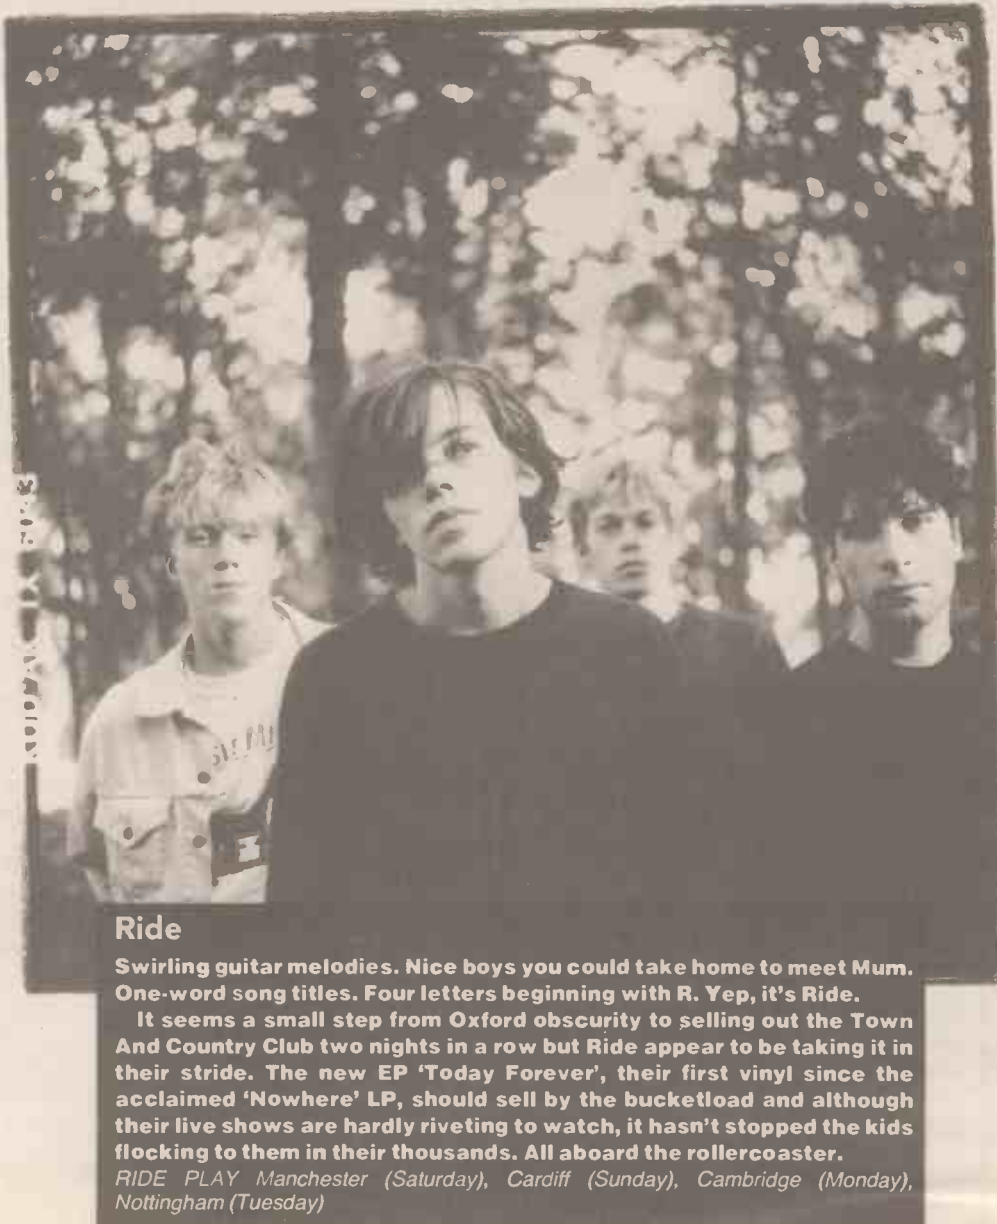 Ride
Swirling guitar melodies. Nice boys you could take home to meet Mum.
One-word song titles. Four letters beginning with R. Yep, it's Ride.
It seems a small step from Oxford obscurity to selling out the Town
And Country Club two nights in a row but Ride appear to be taking it in
their stride. The new EP ‘Today Forever’, their first vinyl since the
acclaimed ‘Nowhere’ LP, should sell by the bucketload and although
their live shows are hardly riveting to watch, it hasn't stopped the kids
flocking to them in their thousands. All aboard the rollercoaster.
RIDE PLAY Manchester (Saturday), Cardiff (Sunday), Cambridge (Monday),
Nottingham (Tuesday)